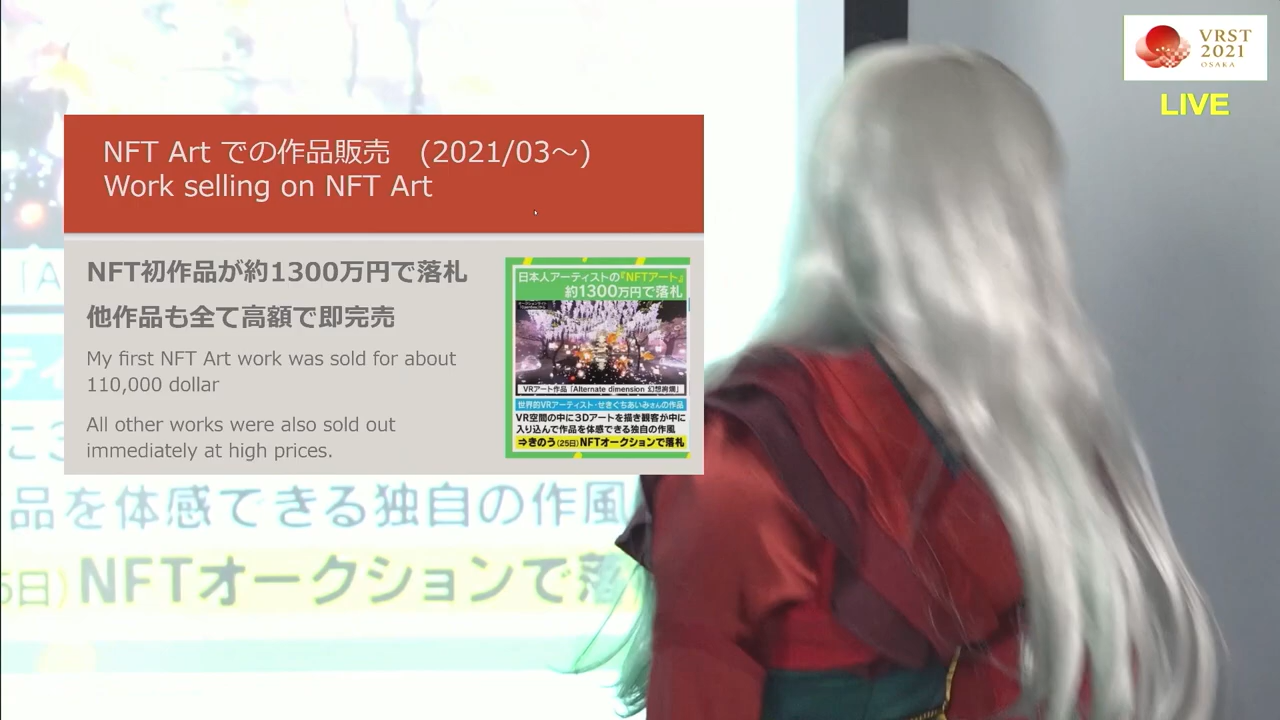 VRST
2021
OSAKA
LIVE
NFT Art での作品販売 (2021/03~)
Work selling on NFT Art
NFT初作品が約1300万円で落札
他作品も全て高額で即完売
My first NFT Art work was sold for about
110,000 dollar
All other works were also sold out
immediately at high prices.
日本人アーティストの『NFTアート』
約1300万円で落札
VRアート作品「Alternate dimension 幻想絢爛」
世界的VRアーティスト・せきぐちあいみさんの作品
VR空間の中に3Dアートを描き観客が中に
入り込んで作品を体感できる独自の作風
⇒きのう(25日)NFTオークションで落札
「A
ティ
に3
品を体感できる独自の作風
5日)NFTオークションで落